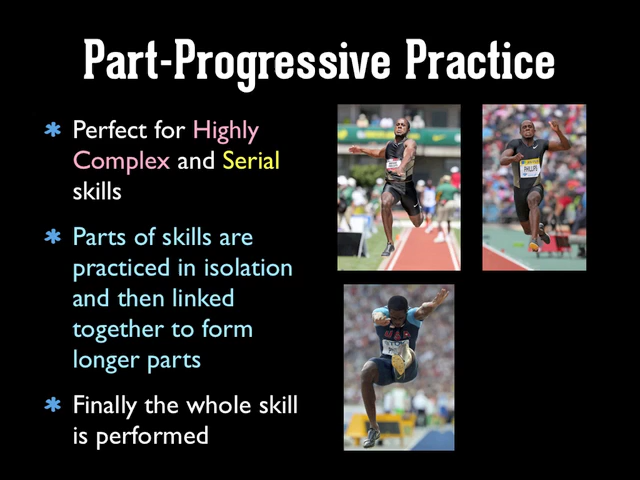 Part-Progressive Practice
Perfect for Highly
Complex and Serial
skills
Parts of skills are
practiced in isolation
and then linked
together to form
longer parts
Finally the whole skill
is performed
PHILLIPS